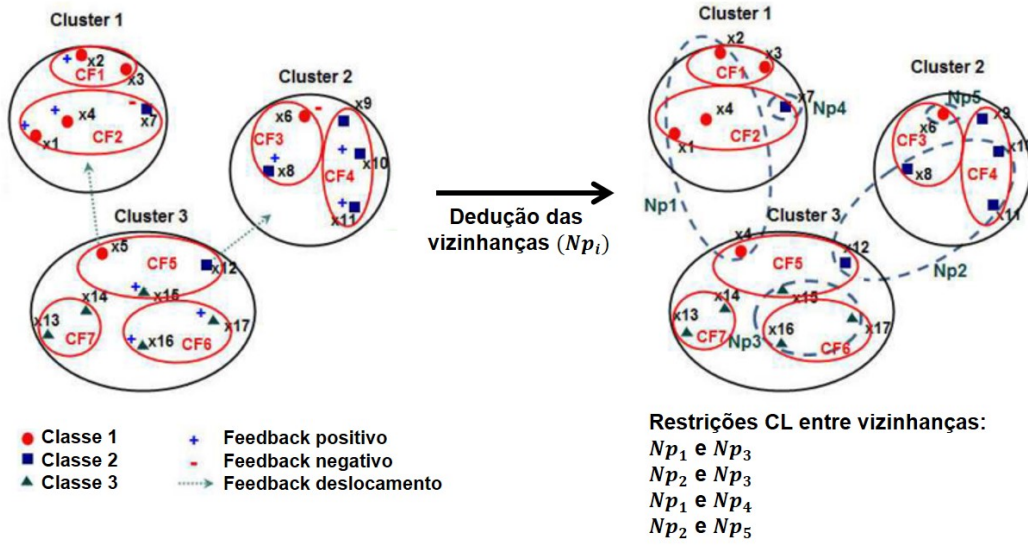 Cluster 1
x2
x3
CF1
x4
x7
CF2
x1
Cluster 2
x9
x6
CF3
x10
x8
CF4
x11
Cluster 3
x5
CF5
x12
x14
x15
x13
x17
CF7
x16
CF6
Dedução das
vizinhanças (Npi)
Cluster 1
x2
x3
CF1
x7
x4
Np4
CF2
x1
Cluster 2
Np5
x9
x6
CF3
x10
x8
CF4
Np1
x11
Cluster 3
x4
x12
CF5
Np2
x14
x15
x13
x16
x17
CF7
Np3
CF6
Classe 1
Classe 2
Classe 3
+ Feedback positivo
- Feedback negativo
Feedback deslocamento
Restrições CL entre vizinhanças:
Np1 e Np3
Np2 e Np3
Np1 e Np4
Np2 e Np5